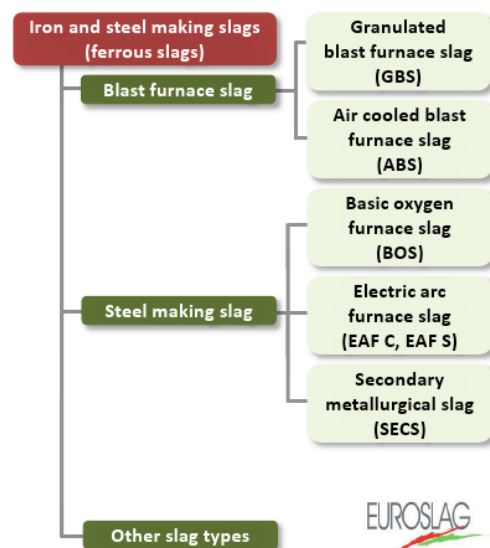 Iron and steel making slags
(ferrous slags)
Blast furnace slag
Granulated
blast furnace slag
(GBS)
Air cooled blast
furnace slag
(ABS)
Steel making slag
Basic oxygen
furnace slag
(BOS)
Electric arc
furnace slag
(EAF C, EAF S)
Secondary
metallurgical slag
(SECS)
Other slag types
EUROSLAG